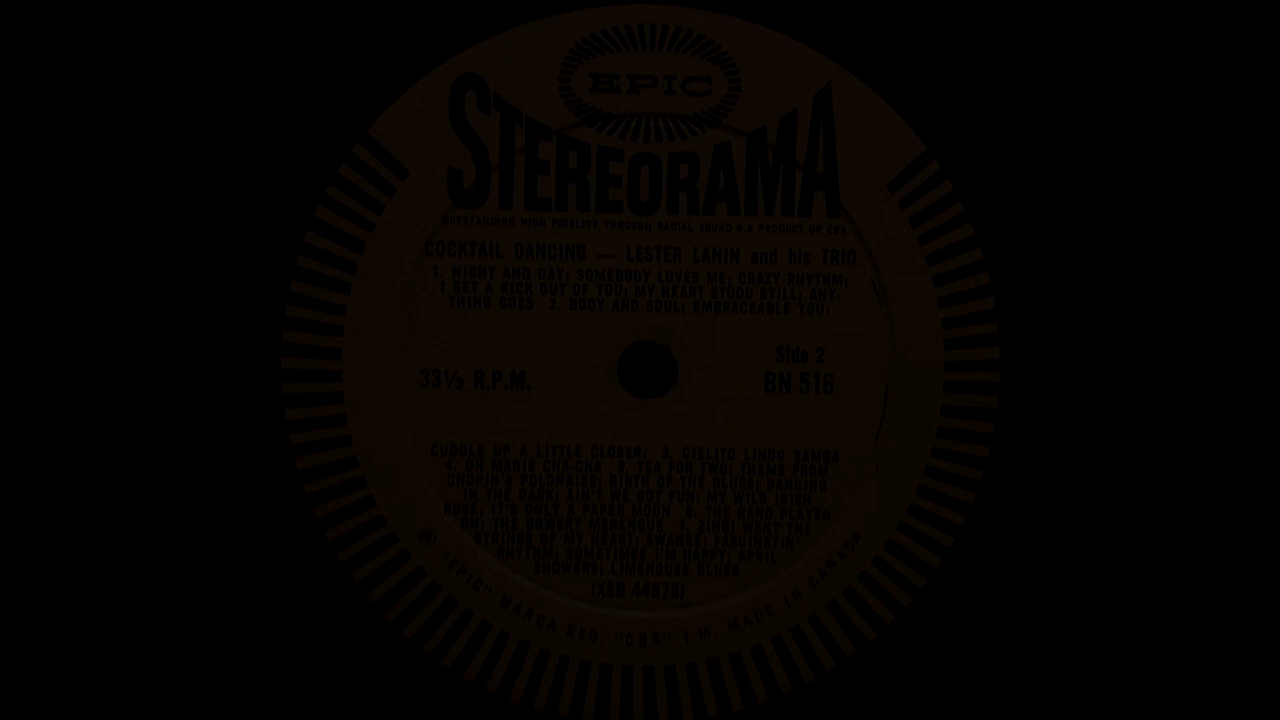 EPIC
STEREORAMA
OUTSTANDING HIGH FIDELITY THROUGH RADIAL SOUND ● A PRODUCT OF CBS
COCKTAIL DANCING — LESTER LANIN and his TRIO
1. NIGHT AND DAY; SOMEBODY LOVES ME; CRAZY RHYTHM;
I GET A KICK OUT OF YOU; MY HEART STOOD STILL; ANY-
THING GOES 2. BODY AND SOUL; EMBRACEABLE YOU;
Side 2
33⅓ R.P.M.
BN 516
CUDDLE UP A LITTLE CLOSER; 3. CIELITO LINDO SAMBA
4. OH MARIE CHA-CHA 5. TEA FOR TWO; THEME FROM
CHOPIN'S POLONAISE; BIRTH OF THE BLUES; DANCING
IN THE DARK; AIN'T WE GOT FUN; MY WILD IRISH
ROSE; IT'S ONLY A PAPER MOON 6. THE BAND PLAYED
ON; THE BOWERY MERENGUE 7. ZING! WENT THE
STRINGS OF MY HEART; SWANEE; FASCINATIN'
RHYTHM; SOMETIMES I'M HAPPY; APRIL
SHOWERS; LIMEHOUSE BLUES
(XSB 44578)
"EPIC", MARCA REG. "CBS" T.M. MADE IN CANADA